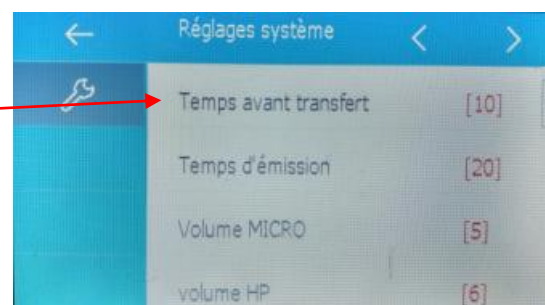 Réglages système
Temps avant transfert [10]
Temps d'émission [20]
Volume MICRO [5]
volume HP [6]